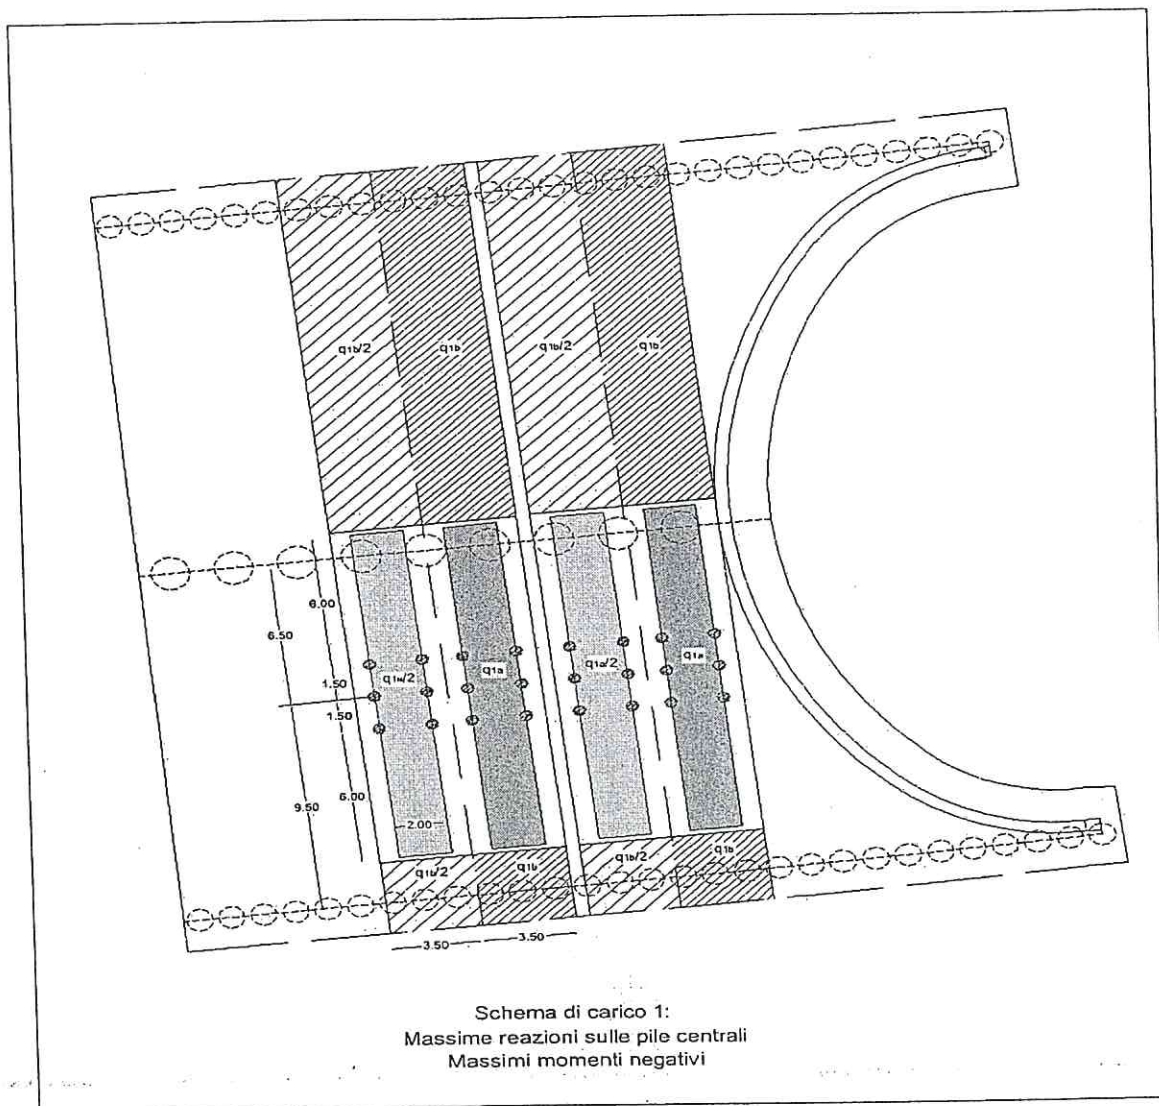 q1b/2 q1b q1b/2 q1b
6.00
6.50
q1a/2 q1a q1a/2 q1a
1.50
1.50
9.50
6.00
2.00
q1b/2 q1b q1b/2 q1b
3.50 3.50
Schema di carico 1:
Massime reazioni sulle pile centrali
Massimi momenti negativi